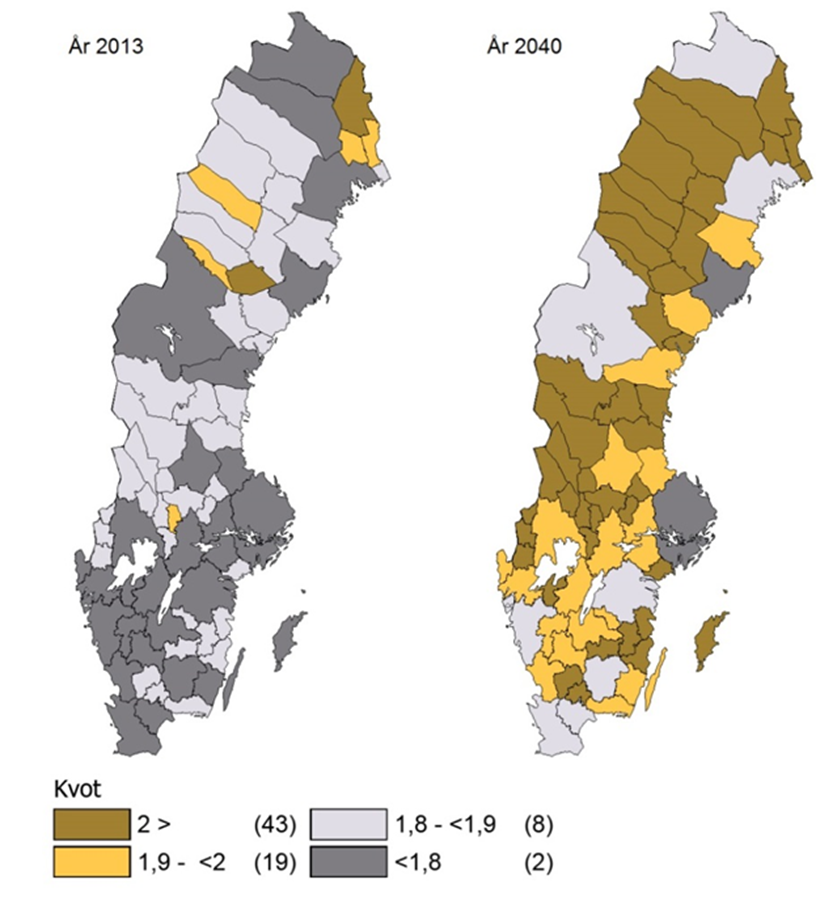 År 2013
År 2040
Kvot
2 > (43) 1,8 - <1,9 (8)
1,9 - <2 (19) <1,8 (2)